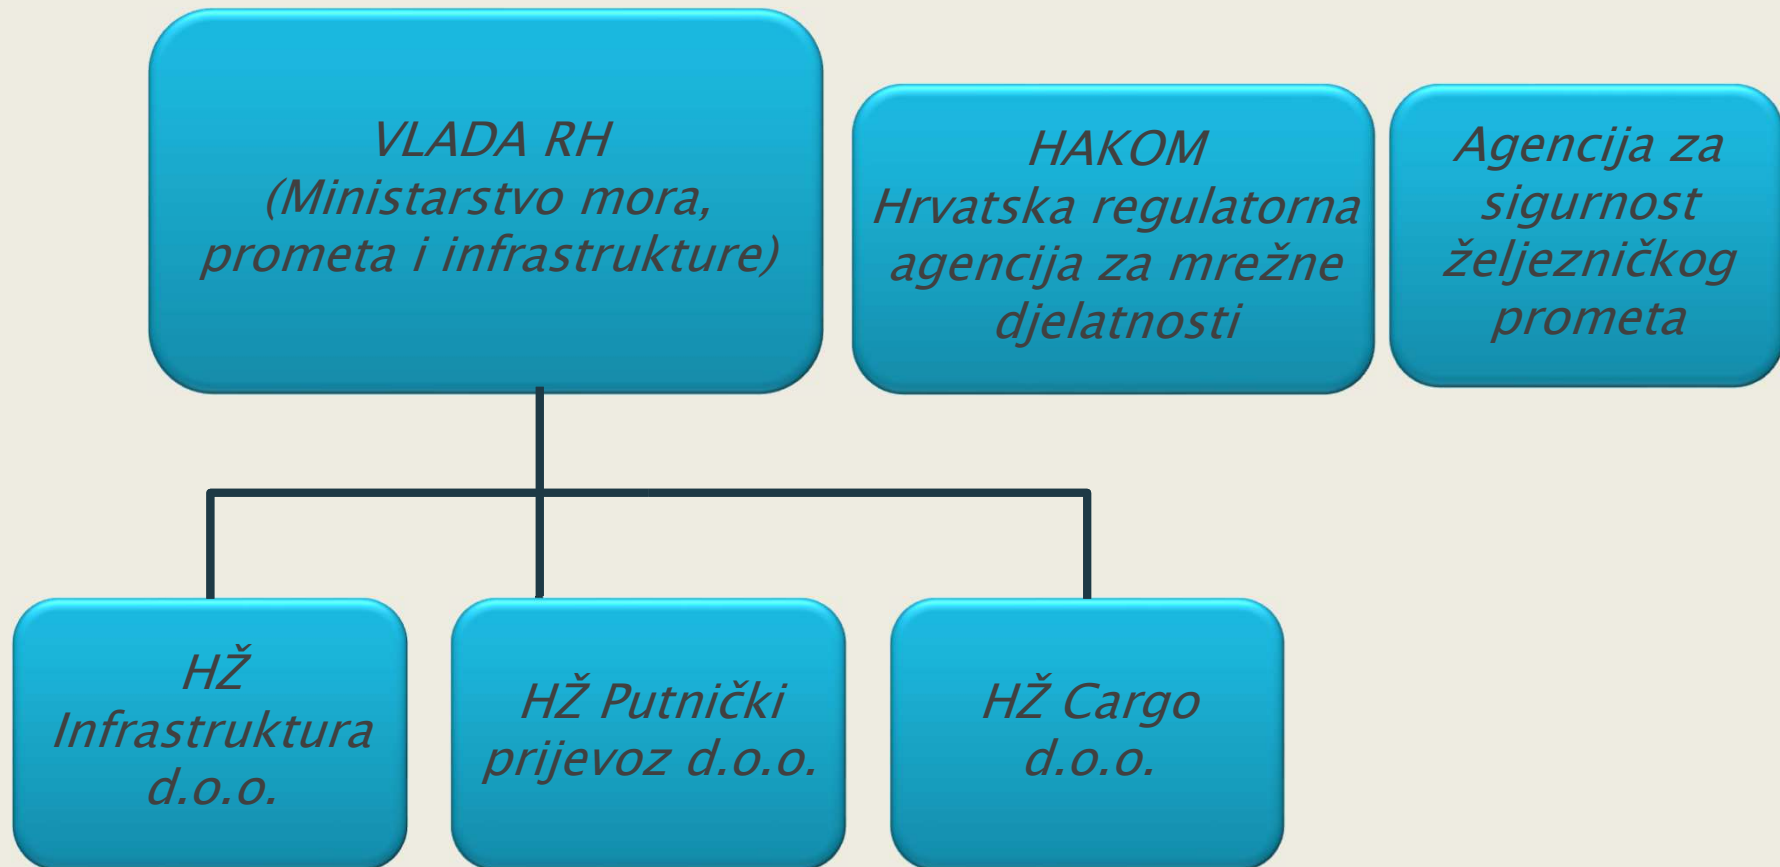 VLADA RH
(Ministarstvo mora,
prometa i infrastrukture)
HAKOM
Hrvatska regulatorna
agencija za mrežne
djelatnosti
Agencija za
sigurnost
željezničkog
prometa
HŽ
Infrastruktura
d.o.o.
HŽ Putnički
prijevoz d.o.o.
HŽ Cargo
d.o.o.